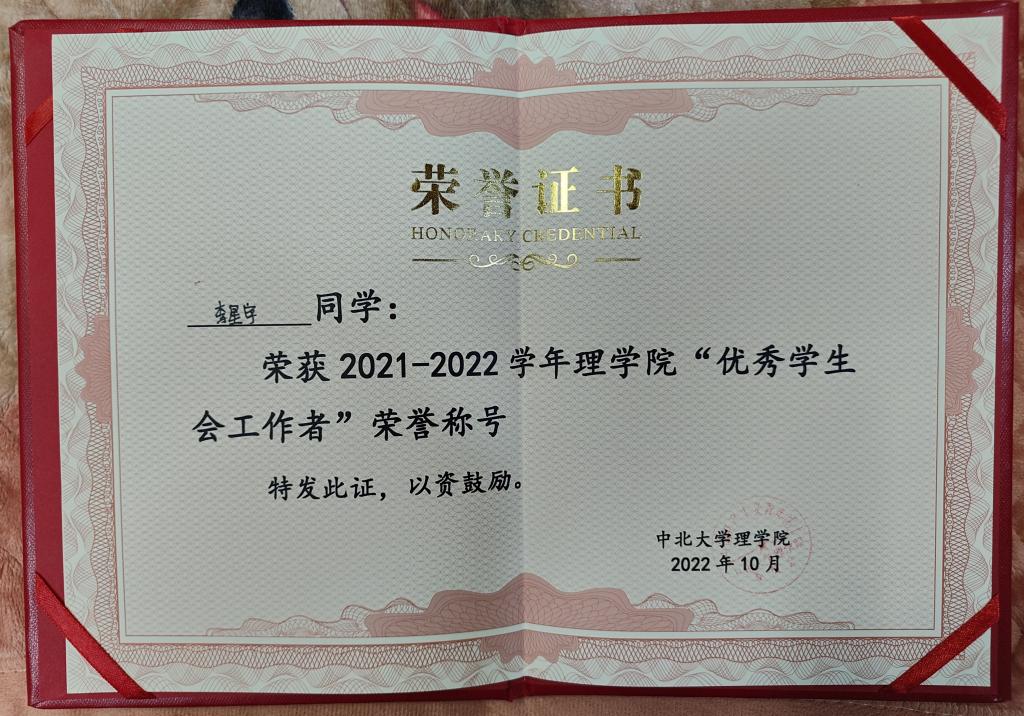 荣誉证书
HONORARY CREDENTIAL
李星宇同学：
荣获2021-2022学年理学院“优秀学生
会工作者”荣誉称号
特发此证，以资鼓励。
中北大学理学院
2022年10月